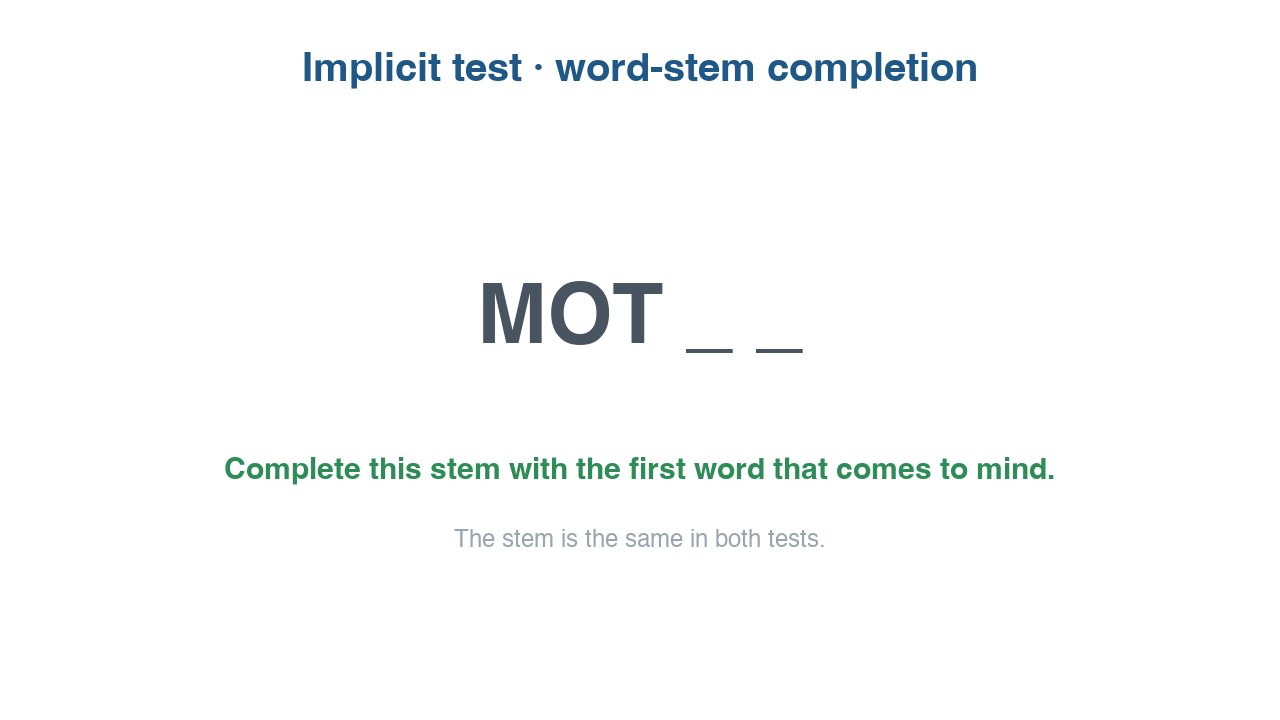 Implicit test · word-stem completion
MOT _ _
Complete this stem with the first word that comes to mind.
The stem is the same in both tests.